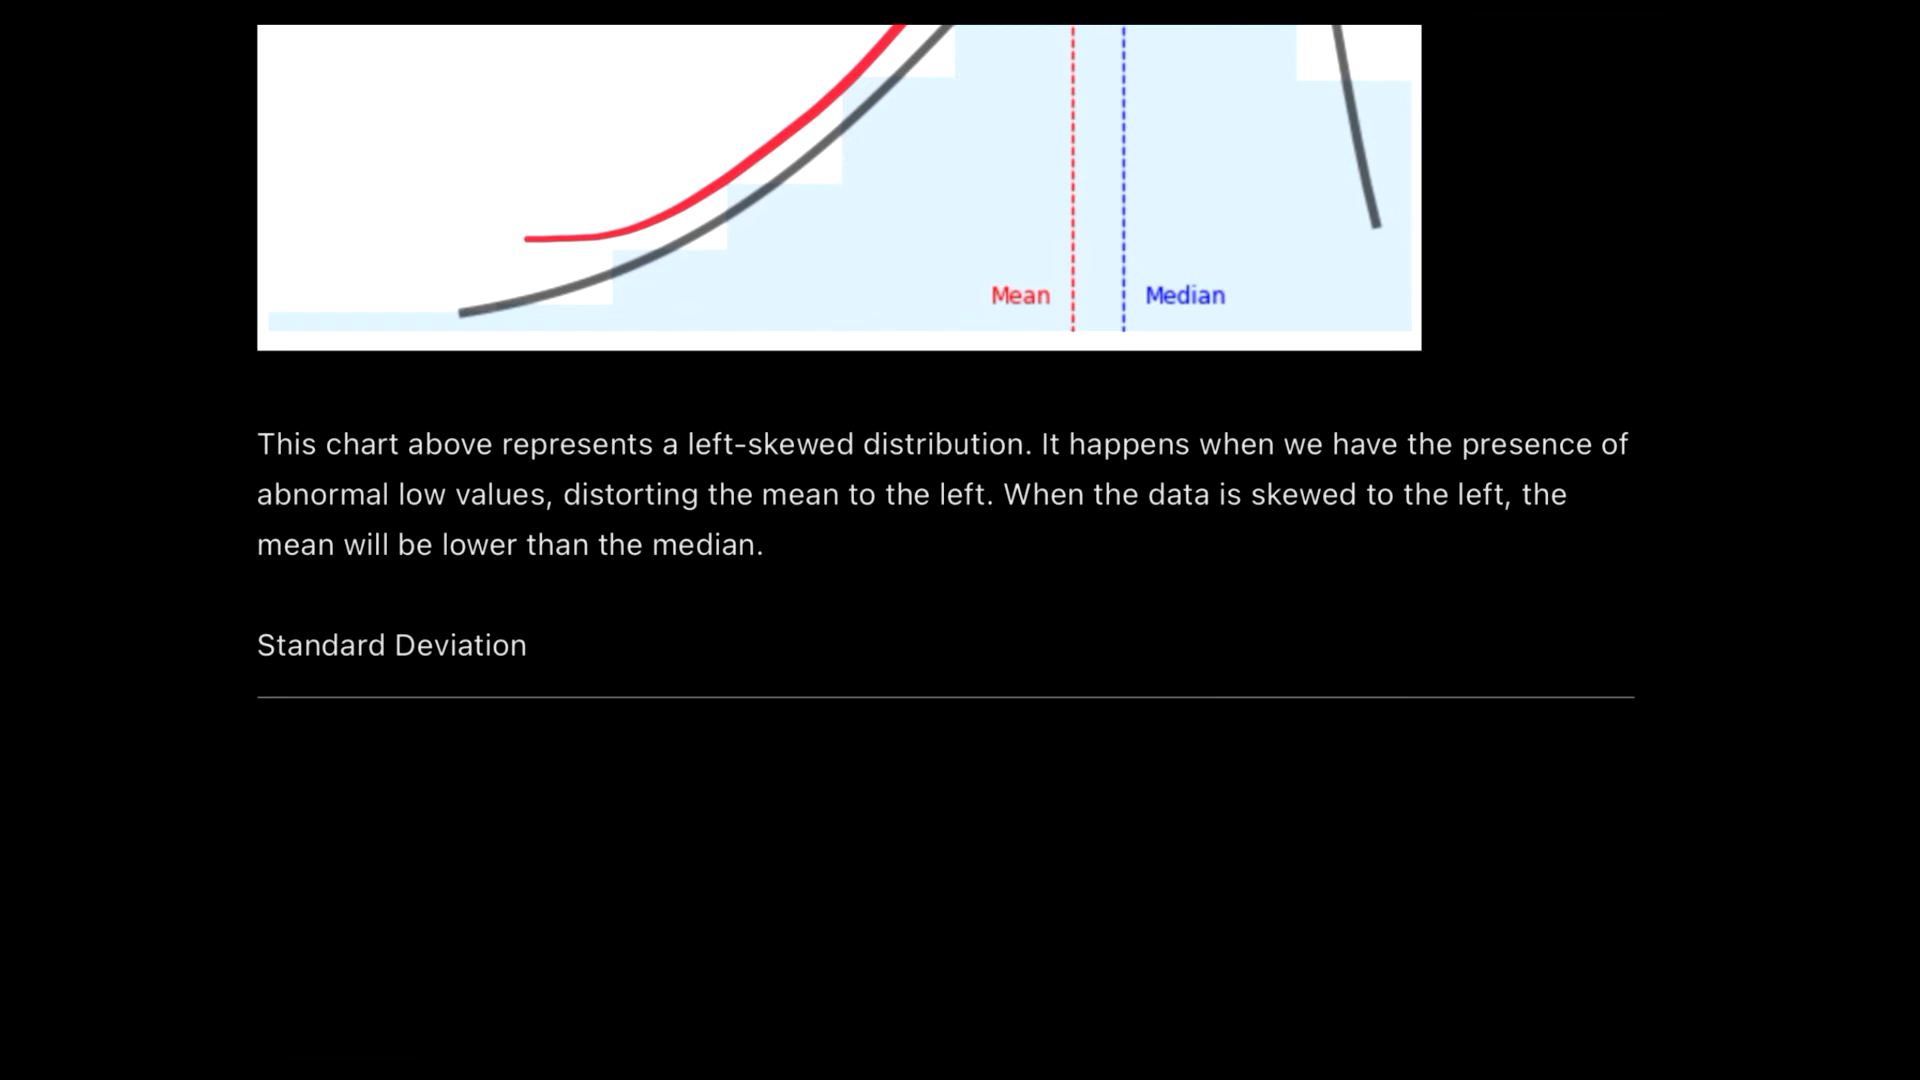 Mean
Median
This chart above represents a left-skewed distribution. It happens when we have the presence of
abnormal low values, distorting the mean to the left. When the data is skewed to the left, the
mean will be lower than the median.
Standard Deviation